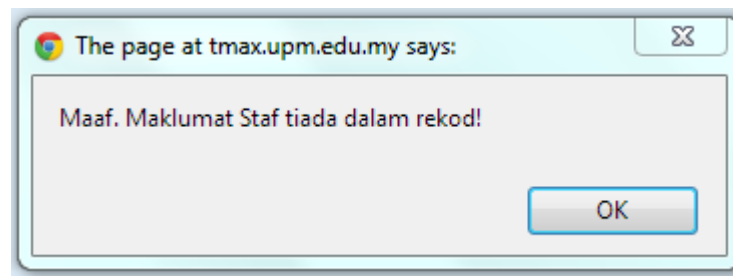 The page at tmax.upm.edu.my says:
Maaf. Maklumat Staf tiada dalam rekod!
OK